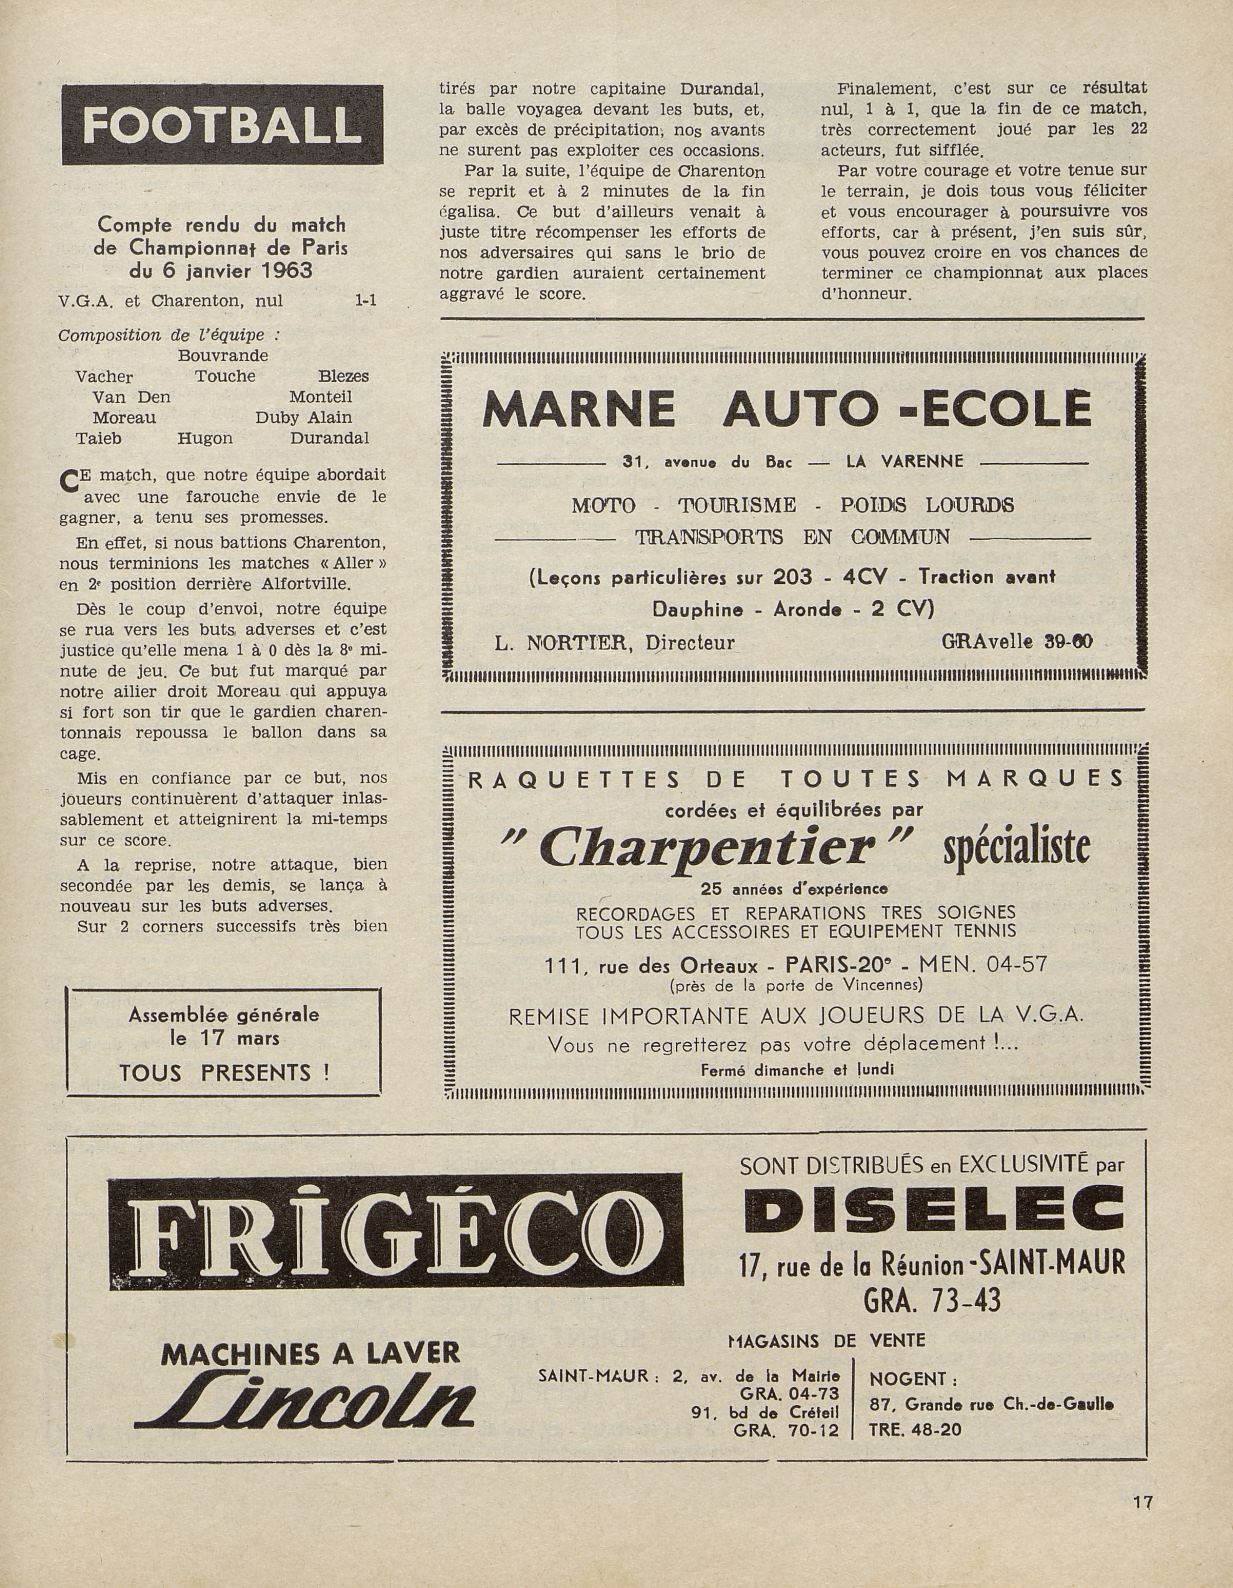 FOOTBALL
Compte rendu du match
de Championnat de Paris
du 6 janvier 1963
V.G.A. et Charenton, nul 1-1
Composition de l'équipe :
Bouvrande
Vacher Touche Blezes
Van Den Monteil
Moreau Duby Alain
Taieb Hugon Durandal
CE match, que notre équipe abordait
avec une farouche envie de le
gagner, a tenu ses promesses.
En effet, si nous battions Charenton,
nous terminions les matches « Aller »
en 2e position derrière Alfortville.
Dès le coup d'envoi, notre équipe
se rua vers les buts adverses et c'est
justice qu'elle mena 1 à 0 dès la 8e mi-
nute de jeu. Ce but fut marqué par
notre ailier droit Moreau qui appuya
si fort son tir que le gardien charen-
tonnais repoussa le ballon dans sa
cage.
Mis en confiance par ce but, nos
joueurs continuèrent d'attaquer inlas-
sablement et atteignirent la mi-temps
sur ce score.
A la reprise, notre attaque, bien
secondée par les demis, se lança à
nouveau sur les buts adverses.
Sur 2 corners successifs très bien
tirés par notre capitaine Durandal,
la balle voyagea devant les buts, et,
par excès de précipitation, nos avants
ne surent pas exploiter ces occasions.
Par la suite, l'équipe de Charenton
se reprit et à 2 minutes de la fin
égalisa. Ce but d'ailleurs venait à
juste titre récompenser les efforts de
nos adversaires qui sans le brio de
notre gardien auraient certainement
aggravé le score.
Finalement, c'est sur ce résultat
nul, 1 à 1, que la fin de ce match,
très correctement joué par les 22
acteurs, fut sifflée.
Par votre courage et votre tenue sur
le terrain, je dois tous vous féliciter
et vous encourager à poursuivre vos
efforts, car à présent, j'en suis sûr,
vous pouvez croire en vos chances de
terminer ce championnat aux places
d'honneur.
Assemblée générale
le 17 mars
TOUS PRESENTS !
MARNE AUTO-ECOLE
31, avenue du Bac — LA VARENNE
MOTO - TOURISME - POIDS LOURDS
TRANSPORTS EN COMMUN
(Leçons particulières sur 203 - 4CV - Traction avant
Dauphine - Aronde - 2 CV)
L. NORTIER, Directeur GRAvelle 39-60
RAQUETTES DE TOUTES MARQUES
cordées et équilibrées par
" Charpentier " spécialiste
25 années d'expérience
RECORDAGES ET REPARATIONS TRES SOIGNES
TOUS LES ACCESSOIRES ET EQUIPEMENT TENNIS
111, rue des Orteaux - PARIS-20e - MEN. 04-57
(près de la porte de Vincennes)
REMISE IMPORTANTE AUX JOUEURS DE LA V.G.A.
Vous ne regretterez pas votre déplacement !...
Fermé dimanche et lundi
FRIGÉCO
MACHINES A LAVER
Lincoln
SONT DISTRIBUÉS en EXCLUSIVITÉ par
DISELEC
17, rue de la Réunion-SAINT-MAUR
GRA. 73-43
MAGASINS DE VENTE
SAINT-MAUR : 2, av. de la Mairie
GRA. 04-73
91, bd de Créteil
GRA. 70-12
NOGENT :
87, Grande rue Ch.-de-Gaulle
TRE. 48-20
17